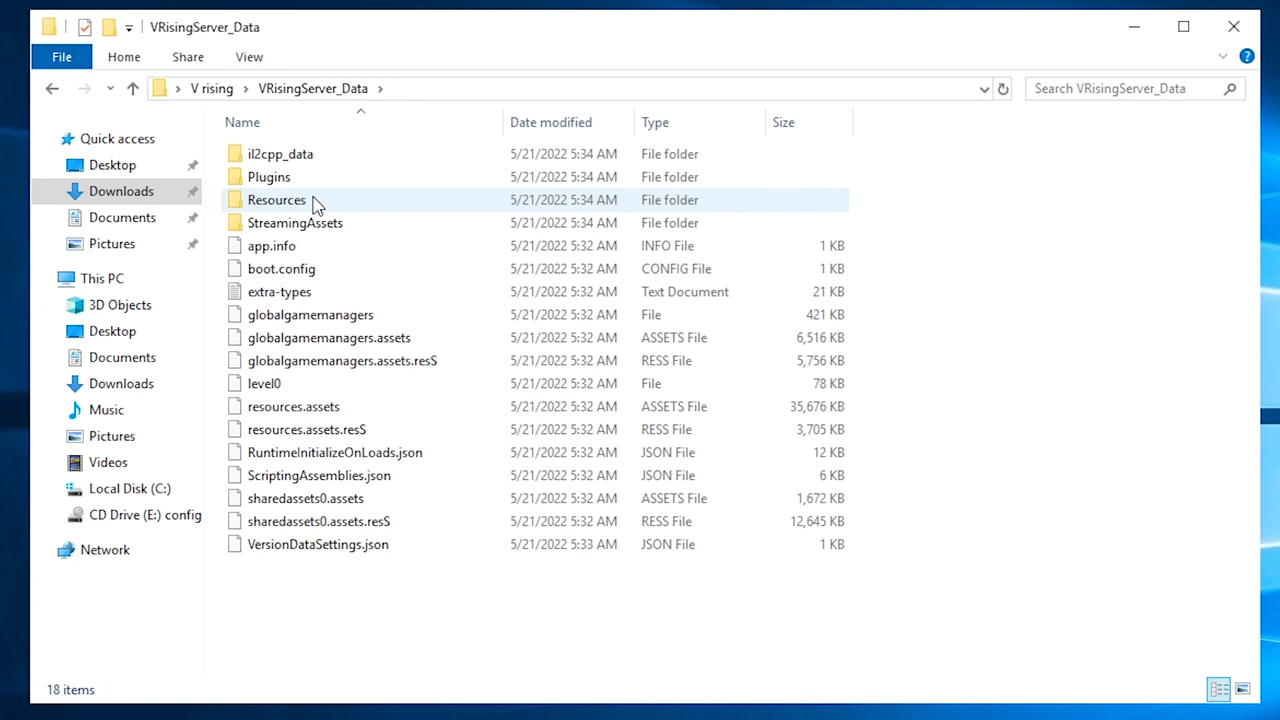 VRisingServer_Data
File Home Share View
V rising VRisingServer_Data Search VRisingServer_Data
Name Date modified Type Size
Quick access
Desktop
Downloads
Documents
Pictures
This PC
3D Objects
Desktop
Documents
Downloads
Music
Pictures
Videos
Local Disk (C:)
CD Drive (E:) config
Network
il2cpp_data 5/21/2022 5:34 AM File folder
Plugins 5/21/2022 5:34 AM File folder
Resources 5/21/2022 5:34 AM File folder
StreamingAssets 5/21/2022 5:34 AM File folder
app.info 5/21/2022 5:32 AM INFO File 1 KB
boot.config 5/21/2022 5:32 AM CONFIG File 1 KB
extra-types 5/21/2022 5:32 AM Text Document 21 KB
globalgamemanagers 5/21/2022 5:32 AM File 421 KB
globalgamemanagers.assets 5/21/2022 5:32 AM ASSETS File 6,516 KB
globalgamemanagers.assets.resS 5/21/2022 5:32 AM RESS File 5,756 KB
level0 5/21/2022 5:32 AM File 78 KB
resources.assets 5/21/2022 5:32 AM ASSETS File 35,676 KB
resources.assets.resS 5/21/2022 5:32 AM RESS File 3,705 KB
RuntimeInitializeOnLoads.json 5/21/2022 5:32 AM JSON File 12 KB
ScriptingAssemblies.json 5/21/2022 5:32 AM JSON File 6 KB
sharedassets0.assets 5/21/2022 5:32 AM ASSETS File 1,672 KB
sharedassets0.assets.resS 5/21/2022 5:32 AM RESS File 12,645 KB
VersionDataSettings.json 5/21/2022 5:33 AM JSON File 1 KB
18 items